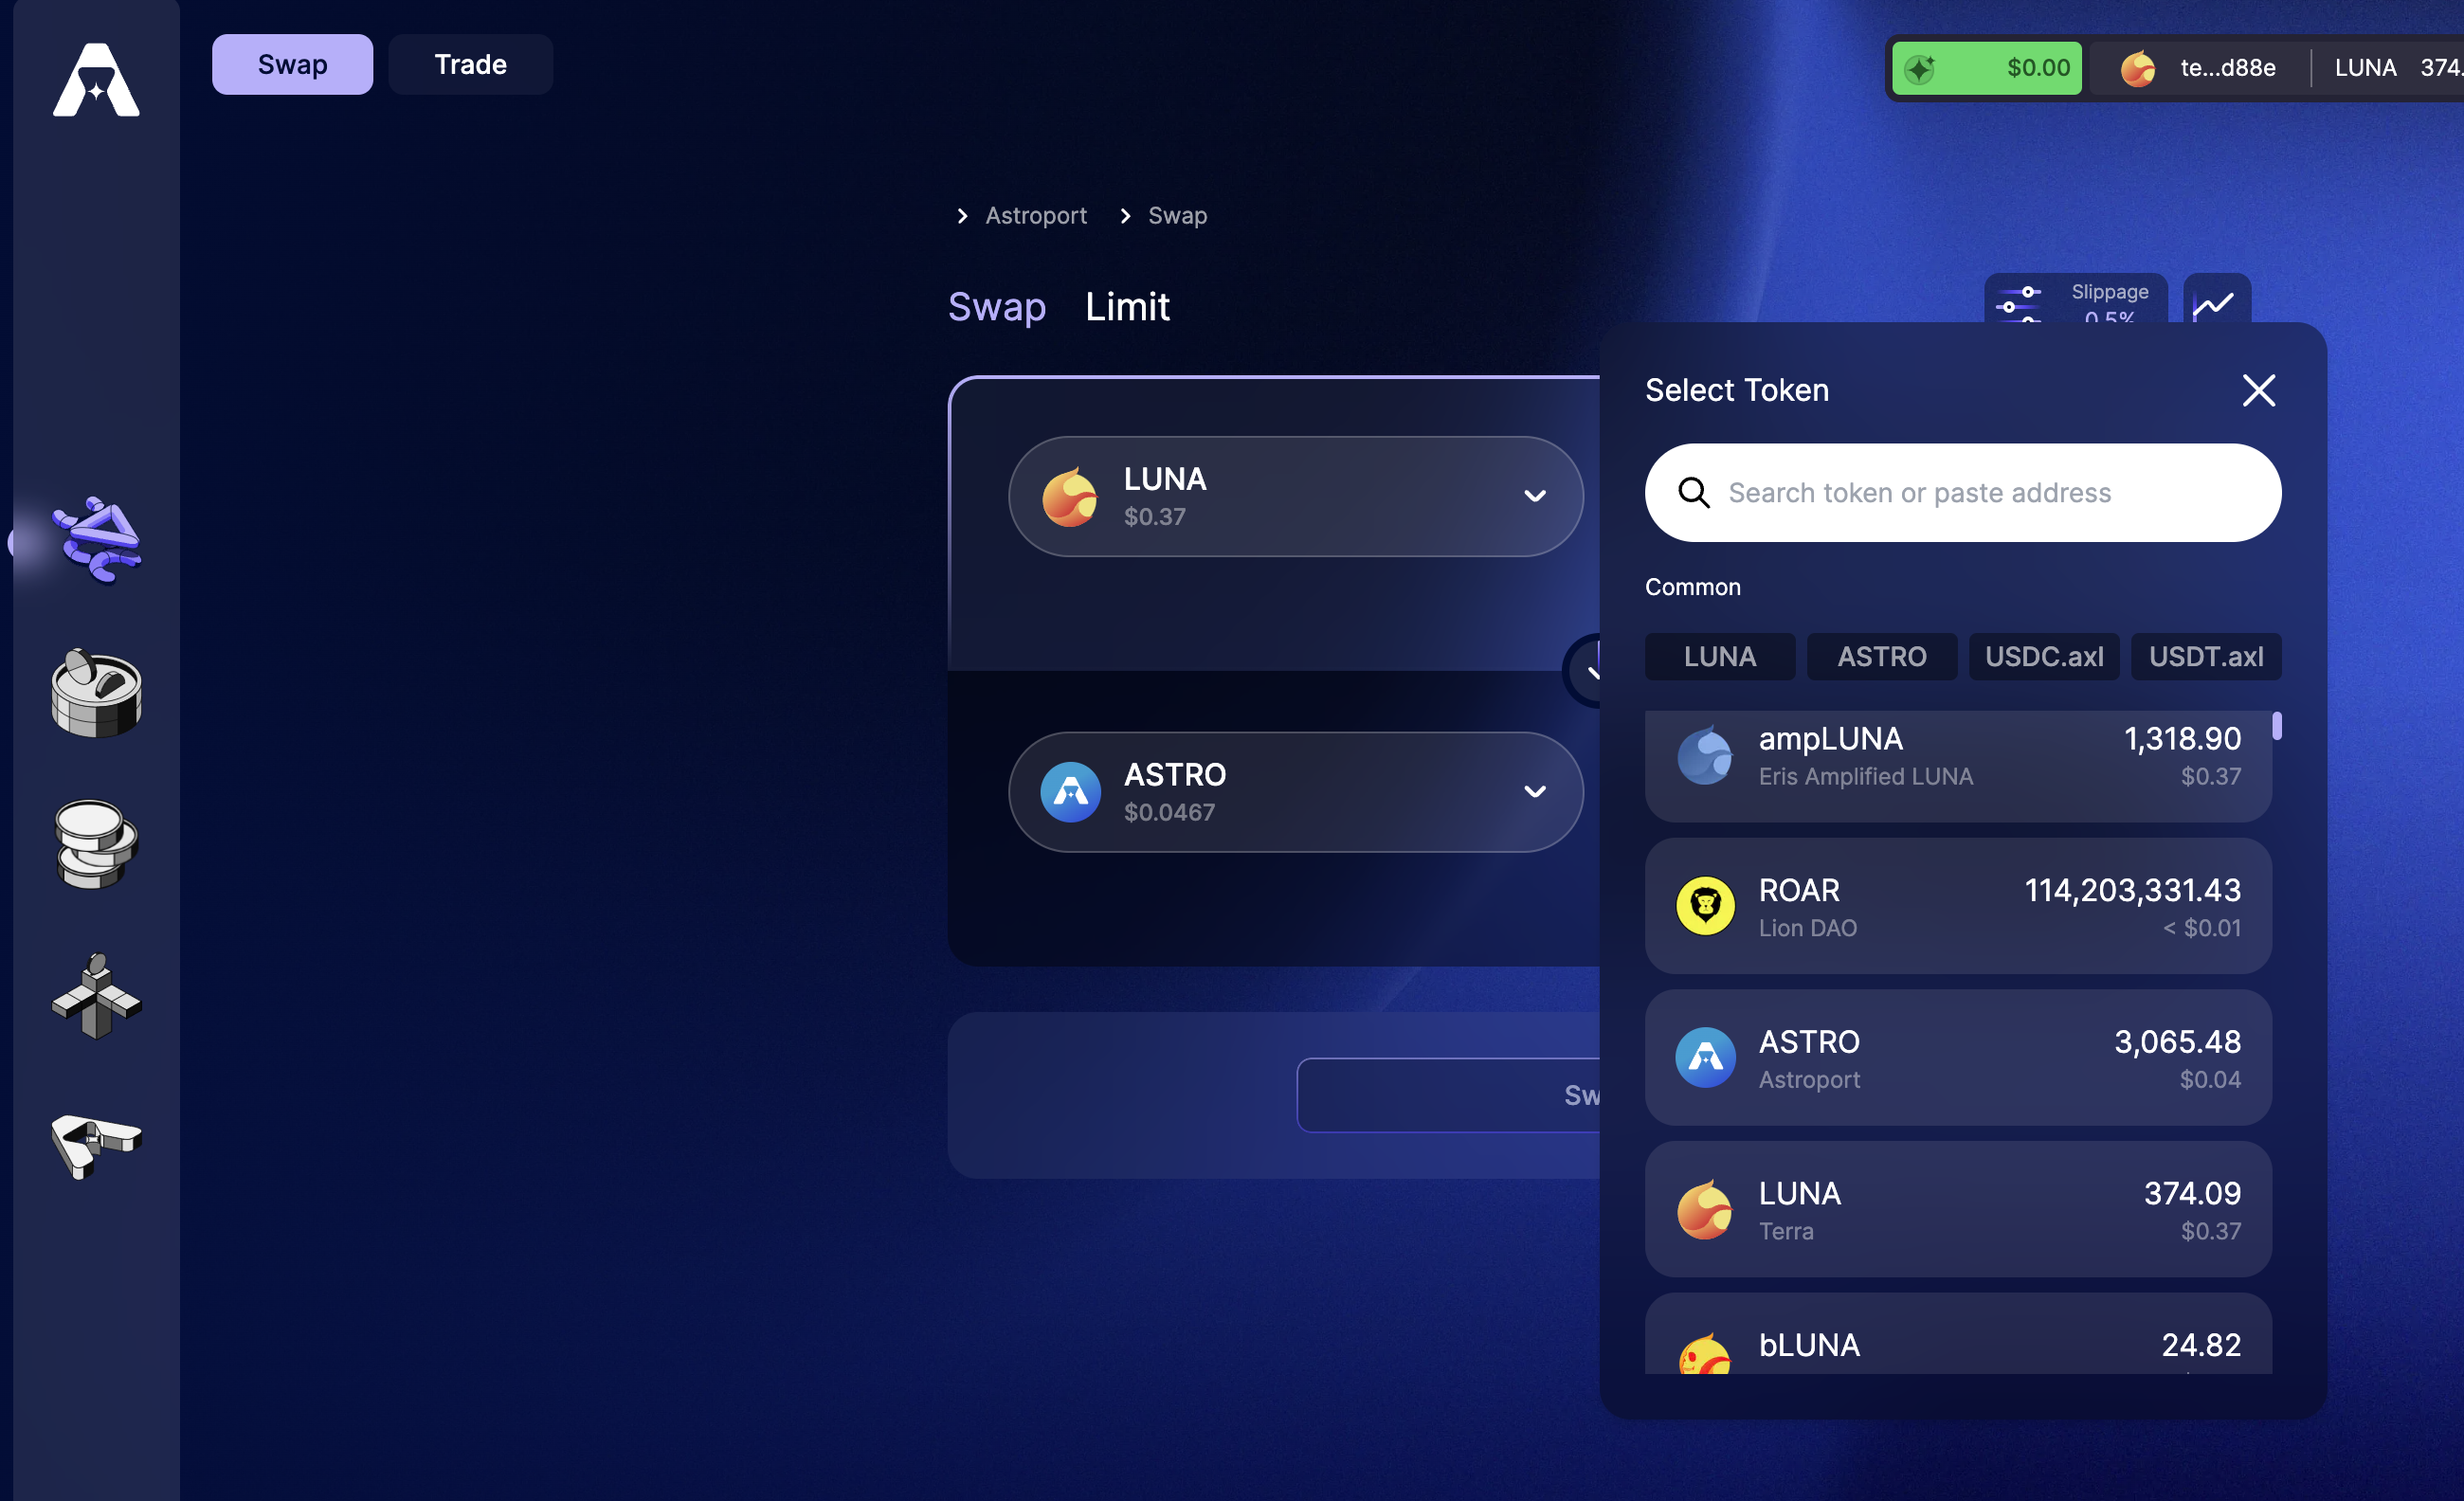 Swap
Trade
$0.00
te...d88e
LUNA
374.
Astroport
Swap
Swap
Limit
Slippage
0.5%
LUNA
$0.37
ASTRO
$0.0467
Sw
Select Token
Search token or paste address
Common
LUNA
ASTRO
USDC.axl
USDT.axl
ampLUNA
1,318.90
Eris Amplified LUNA
$0.37
ROAR
114,203,331.43
Lion DAO
< $0.01
ASTRO
3,065.48
Astroport
$0.04
LUNA
374.09
Terra
$0.37
bLUNA
24.82